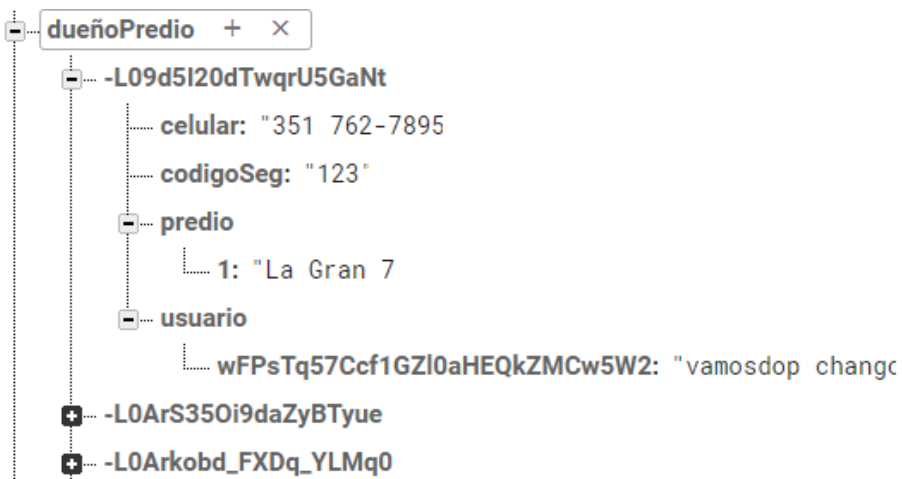 dueñoPredio + ×
-L09d5I20dTwqrU5GaNt
celular: "351 762-7895
codigoSeg: "123"
predio
1: "La Gran 7
usuario
wFPsTq57Ccf1GZl0aHEQkZMCw5W2: "vamosdop chango
-L0ArS35Oi9daZyBTyue
-L0Arkobd_FXDq_YLMq0